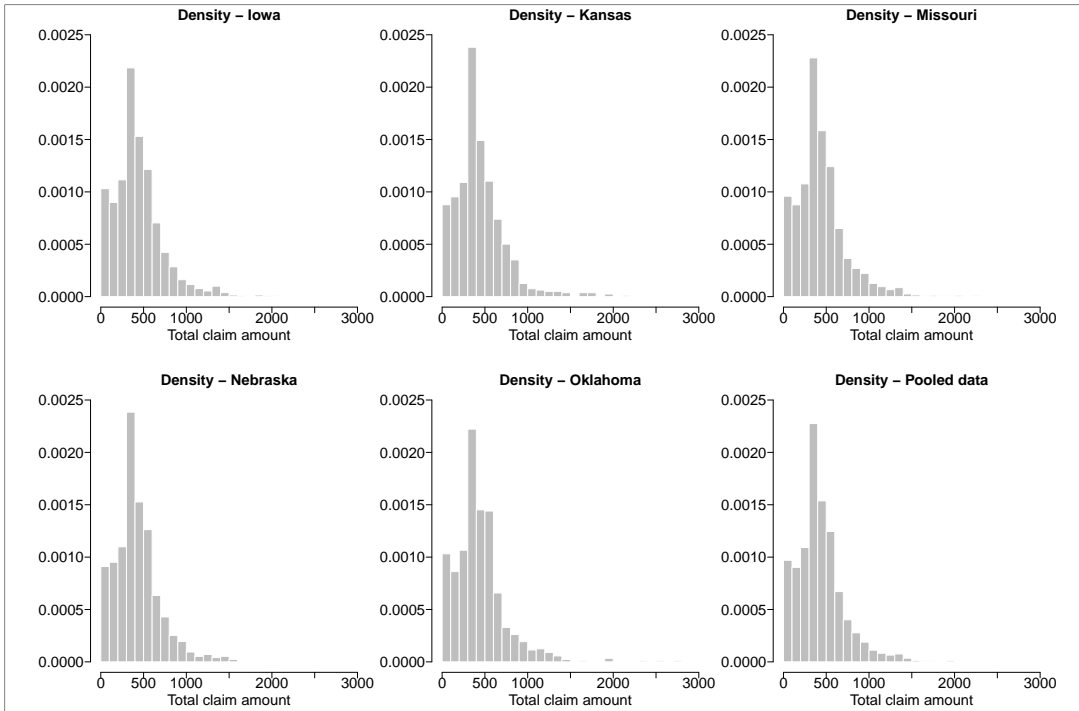 Density – Iowa
0.0025
0.0020
0.0015
0.0010
0.0005
0.0000
0 500 1000 2000 3000
Total claim amount
Density – Kansas
0.0025
0.0020
0.0015
0.0010
0.0005
0.0000
0 500 1000 2000 3000
Total claim amount
Density – Missouri
0.0025
0.0020
0.0015
0.0010
0.0005
0.0000
0 500 1000 2000 3000
Total claim amount
Density – Nebraska
0.0025
0.0020
0.0015
0.0010
0.0005
0.0000
0 500 1000 2000 3000
Total claim amount
Density – Oklahoma
0.0025
0.0020
0.0015
0.0010
0.0005
0.0000
0 500 1000 2000 3000
Total claim amount
Density – Pooled data
0.0025
0.0020
0.0015
0.0010
0.0005
0.0000
0 500 1000 2000 3000
Total claim amount